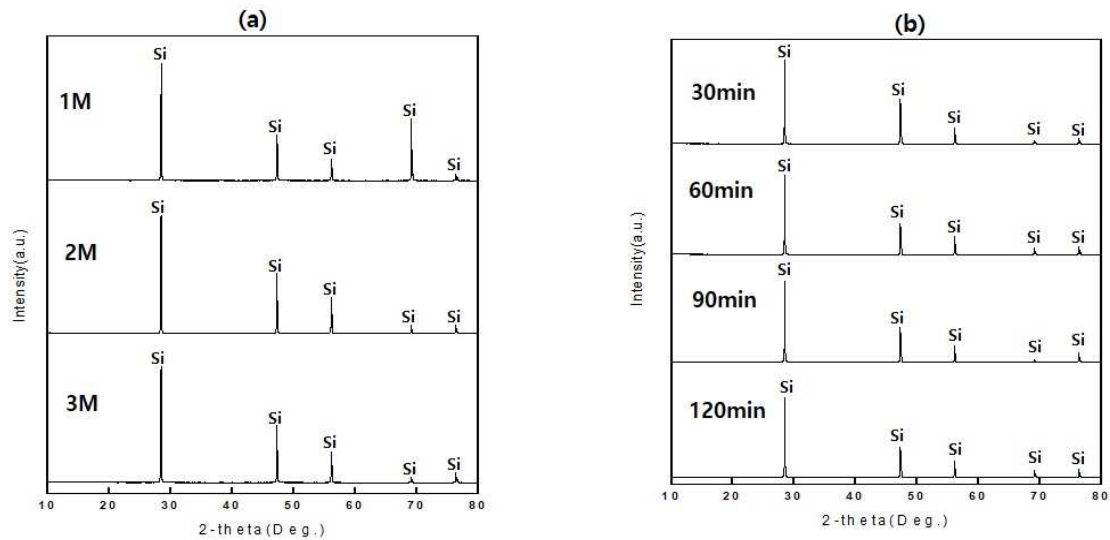 (a)
Si
1M
Si
Si
Si
Si
Si
2M
Si
Si
Si
Si
Si
3M
Si
Si
Si
Si
10 20 30 40 50 60 70 80
2-theta(Deg.)
Intensity(a.u.)
(b)
Si
30min
Si
Si
Si
Si
Si
60min
Si
Si
Si
Si
Si
90min
Si
Si
Si
Si
Si
120min
Si
Si
Si
Si
10 20 30 40 50 60 70 80
2-theta(Deg.)
Intensity(a.u.)